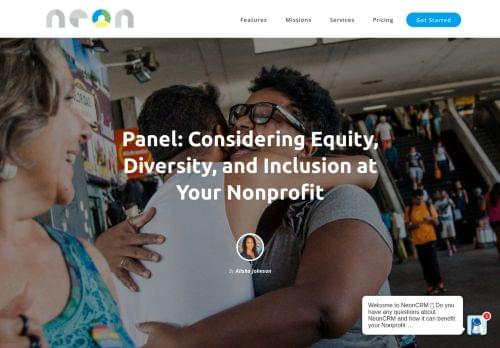 neon
Features
Missions
Services
Pricing
Get Started
Panel: Considering Equity,
Diversity, and Inclusion at
Your Nonprofit
By Alisha Johnson
Welcome to NeonCRM Do you
have any questions about
NeonCRM and how it can benefit
your Nonprofit ...
1